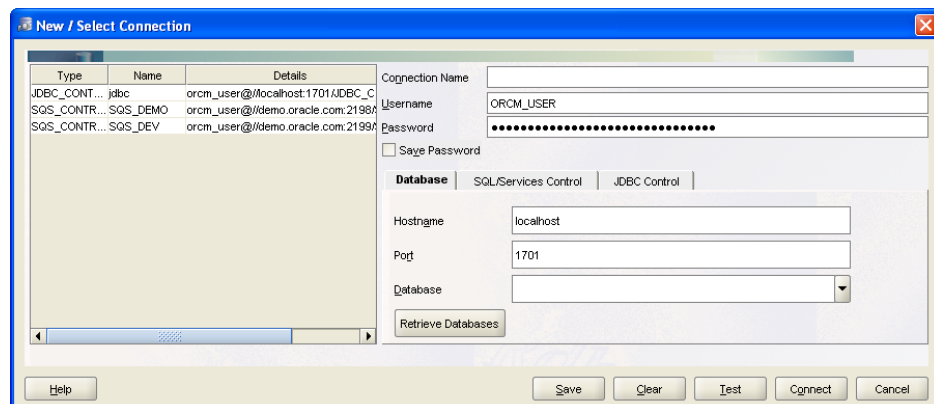 New / Select Connection
Type Name Details
JDBC_CONT... jdbc orcm_user@//localhost:1701/JDBC_C
SQS_CONTR... SQS_DEMO orcm_user@//demo.oracle.com:2198/
SQS_CONTR... SQS_DEV orcm_user@//demo.oracle.com:2199/
Connection Name
Username ORCM_USER
Password ••••••••••••••••••••••••••••••••
Save Password
Database SQL/Services Control JDBC Control
Hostname localhost
Port 1701
Database
Retrieve Databases
Help Save Clear Test Connect Cancel